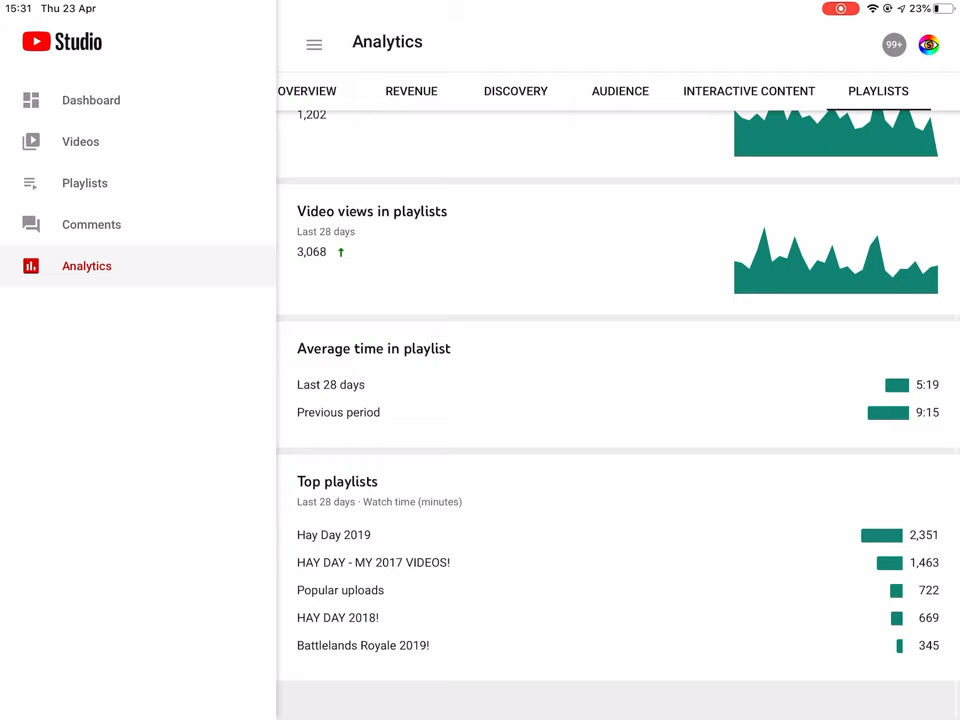 15:31 Thu 23 Apr
23%
Studio
Analytics
99+
Dashboard
Videos
Playlists
Comments
Analytics
OVERVIEW REVENUE DISCOVERY AUDIENCE INTERACTIVE CONTENT PLAYLISTS
1,202
Video views in playlists
Last 28 days
3,068
Average time in playlist
Last 28 days 5:19
Previous period 9:15
Top playlists
Last 28 days · Watch time (minutes)
Hay Day 2019 2,351
HAY DAY - MY 2017 VIDEOS! 1,463
Popular uploads 722
HAY DAY 2018! 669
Battlelands Royale 2019! 345